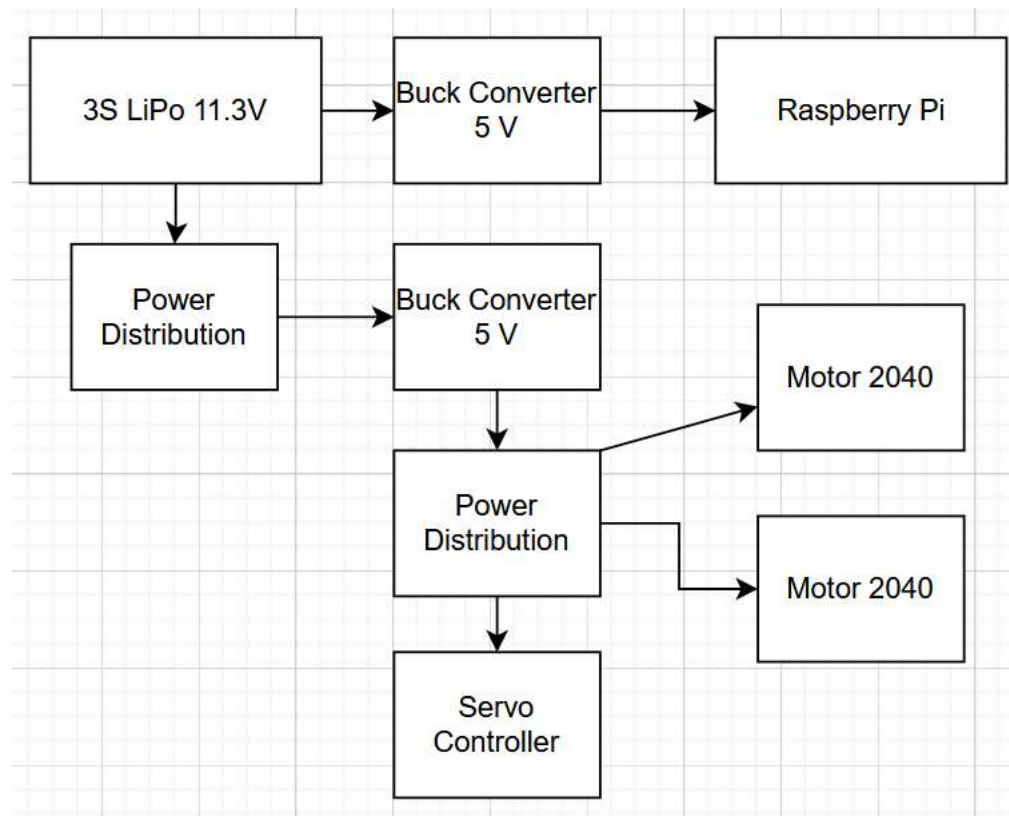 3S LiPo 11.3V
Buck Converter
5 V
Raspberry Pi
Power
Distribution
Buck Converter
5 V
Motor 2040
Power
Distribution
Motor 2040
Servo
Controller